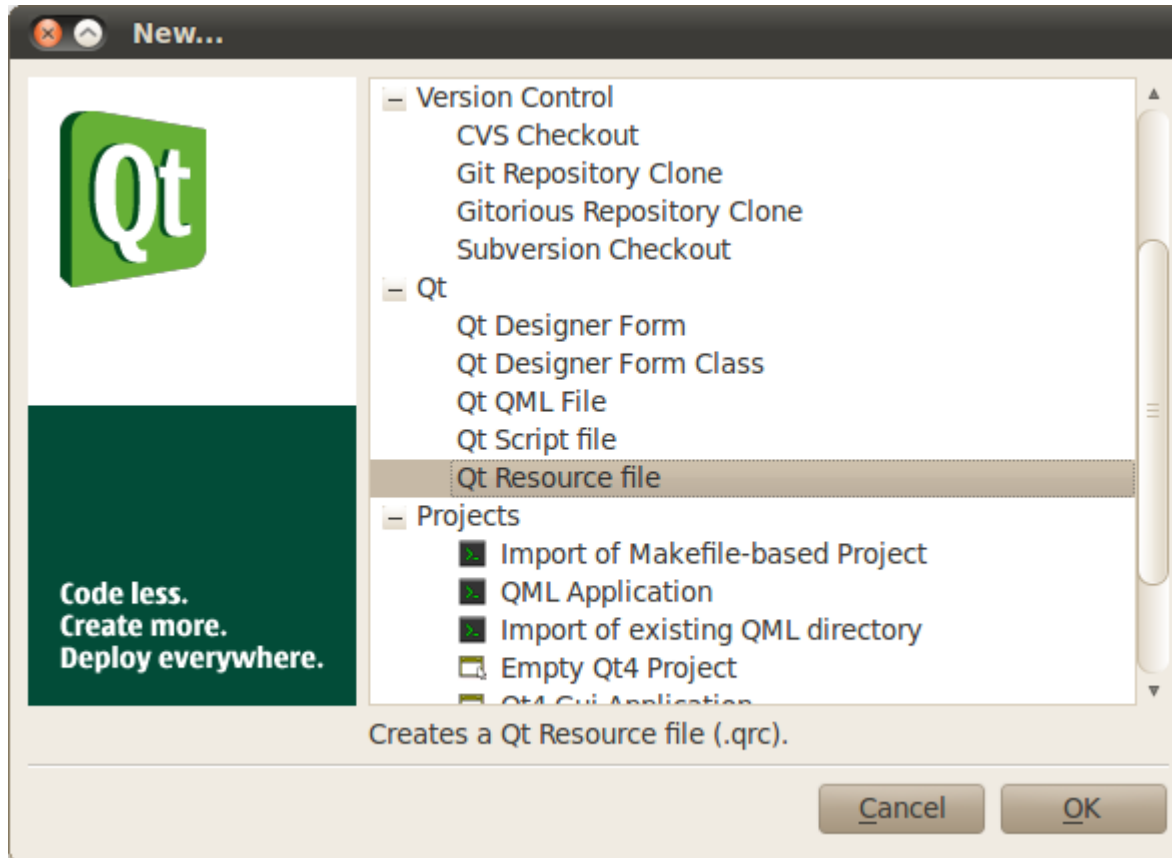 New...
Qt
Code less.
Create more.
Deploy everywhere.
Version Control
CVS Checkout
Git Repository Clone
Gitorious Repository Clone
Subversion Checkout
Qt
Qt Designer Form
Qt Designer Form Class
Qt QML File
Qt Script file
Qt Resource file
Projects
Import of Makefile-based Project
QML Application
Import of existing QML directory
Empty Qt4 Project
Qt4 Gui Application
Creates a Qt Resource file (.qrc).
Cancel
OK